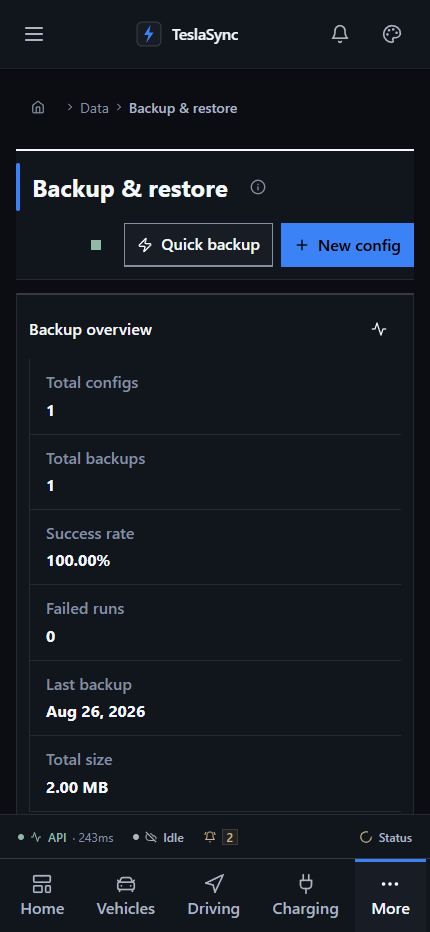 TeslaSync
Data Backup & restore
Backup & restore
Quick backup
New config
Backup overview
Total configs
1
Total backups
1
Success rate
100.00%
Failed runs
0
Last backup
Aug 26, 2026
Total size
2.00 MB
API · 243ms Idle 2 Status
Home Vehicles Driving Charging More